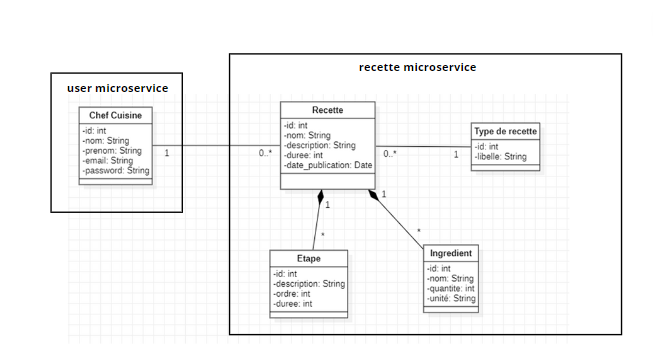 recette microservice
user microservice
Chef Cuisine
-id: int
-nom: String
-prenom: String
-email: String
-password: String
1
0..*
Recette
-id: int
-nom: String
-description: String
-duree: int
-date_publication: Date
0..*
1
Type de recette
-id: int
-libelle: String
1
*
1
*
Etape
-id: int
-description: String
-ordre: int
-duree: int
Ingredient
-id: int
-nom: String
-quantite: int
-unité: String